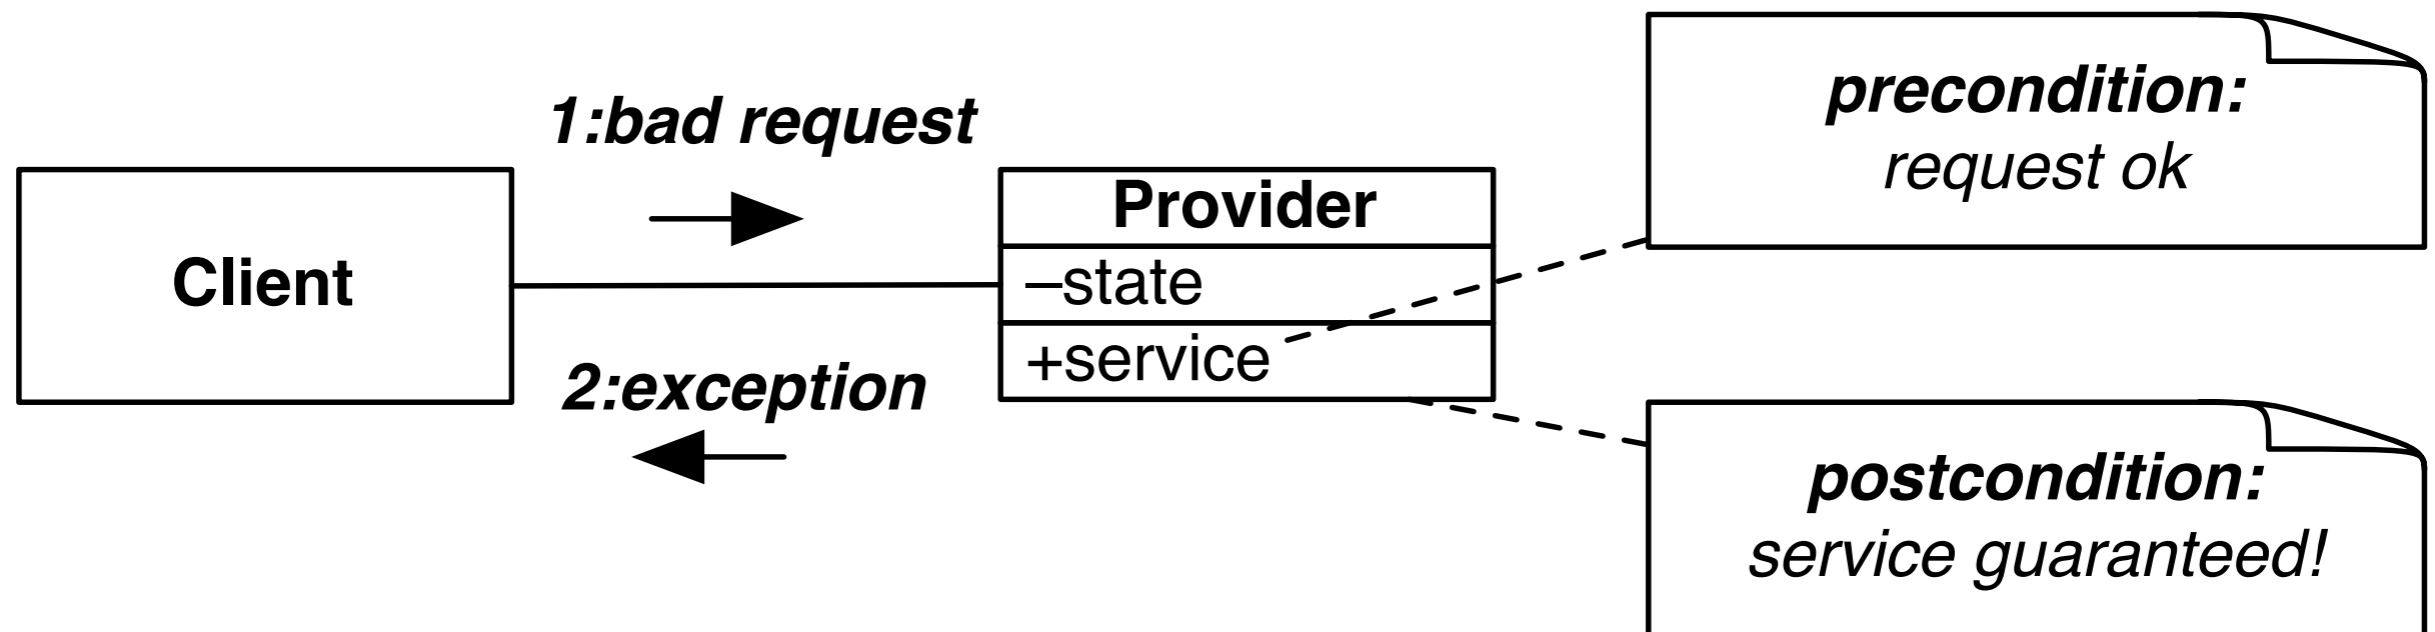 1:bad request
Client
2:exception
Provider
–state
+service
precondition:
request ok
postcondition:
service guaranteed!